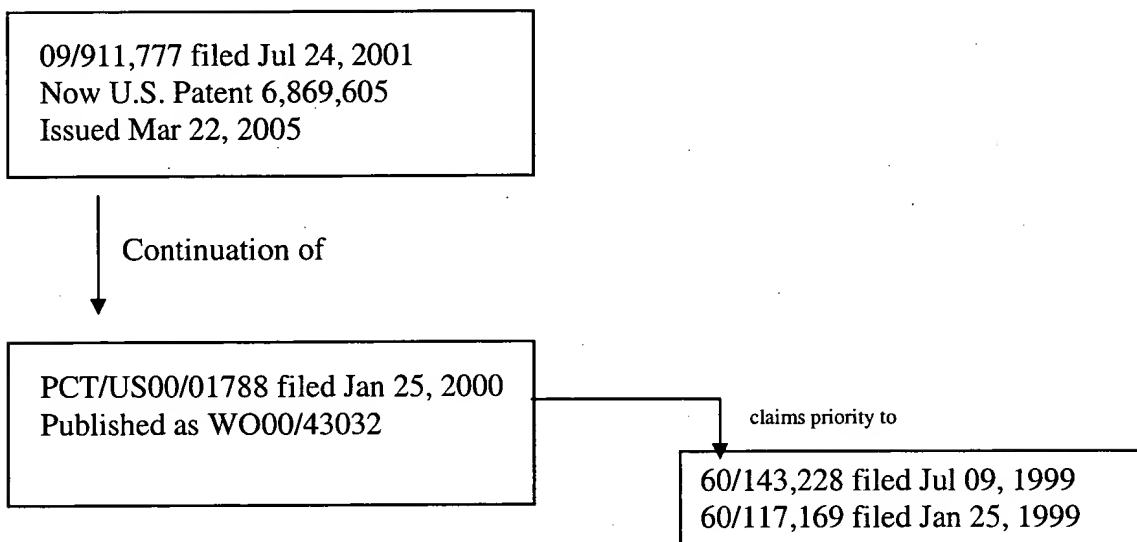 09/911,777 filed Jul 24, 2001
Now U.S. Patent 6,869,605
Issued Mar 22, 2005
Continuation of
PCT/US00/01788 filed Jan 25, 2000
Published as WO00/43032
claims priority to
60/143,228 filed Jul 09, 1999
60/117,169 filed Jan 25, 1999